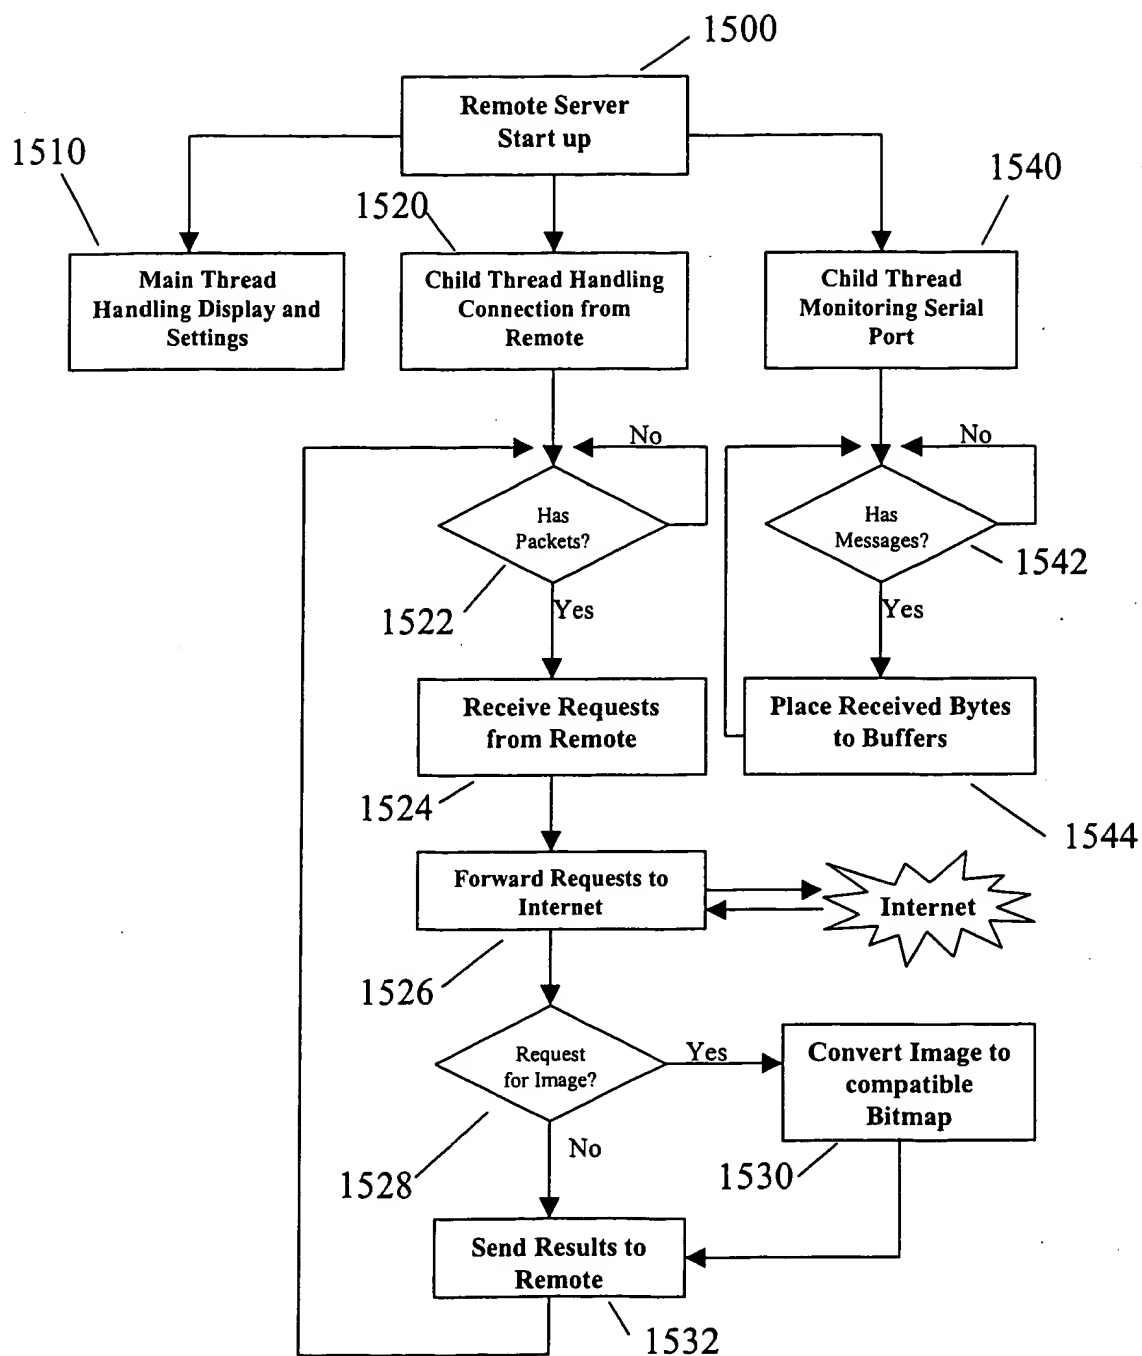 1500
Remote Server
Start up
1510
1520
1540
Main Thread
Handling Display and
Settings
Child Thread Handling
Connection from
Remote
Child Thread
Monitoring Serial
Port
No
No
Has
Packets?
Has
Messages?
1522
1542
Yes
Yes
Receive Requests
from Remote
Place Received Bytes
to Buffers
1524
1544
Forward Requests to
Internet
Internet
1526
Request
for Image?
Yes
Convert Image to
compatible
Bitmap
No
1528
1530
Send Results to
Remote
1532